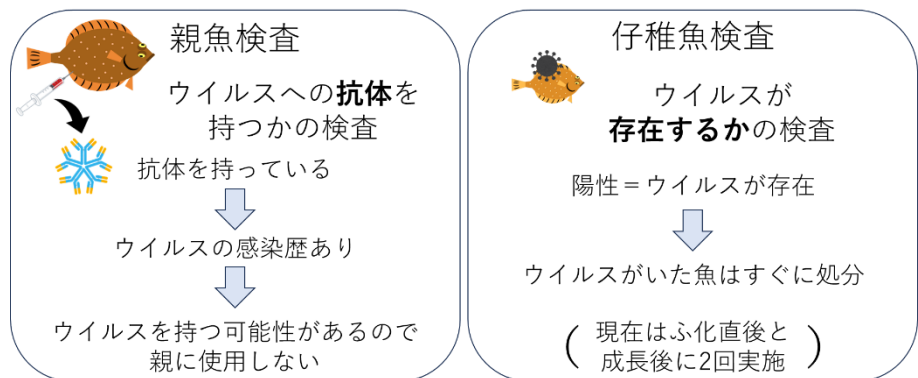 親魚検査
ウイルスへの抗体を
持つかの検査
抗体を持っている
ウイルスの感染歴あり
ウイルスを持つ可能性があるので
親に使用しない
仔稚魚検査
ウイルスが
存在するかの検査
陽性＝ウイルスが存在
ウイルスがいた魚はすぐに処分
（現在はふ化直後と
成長後に2回実施）